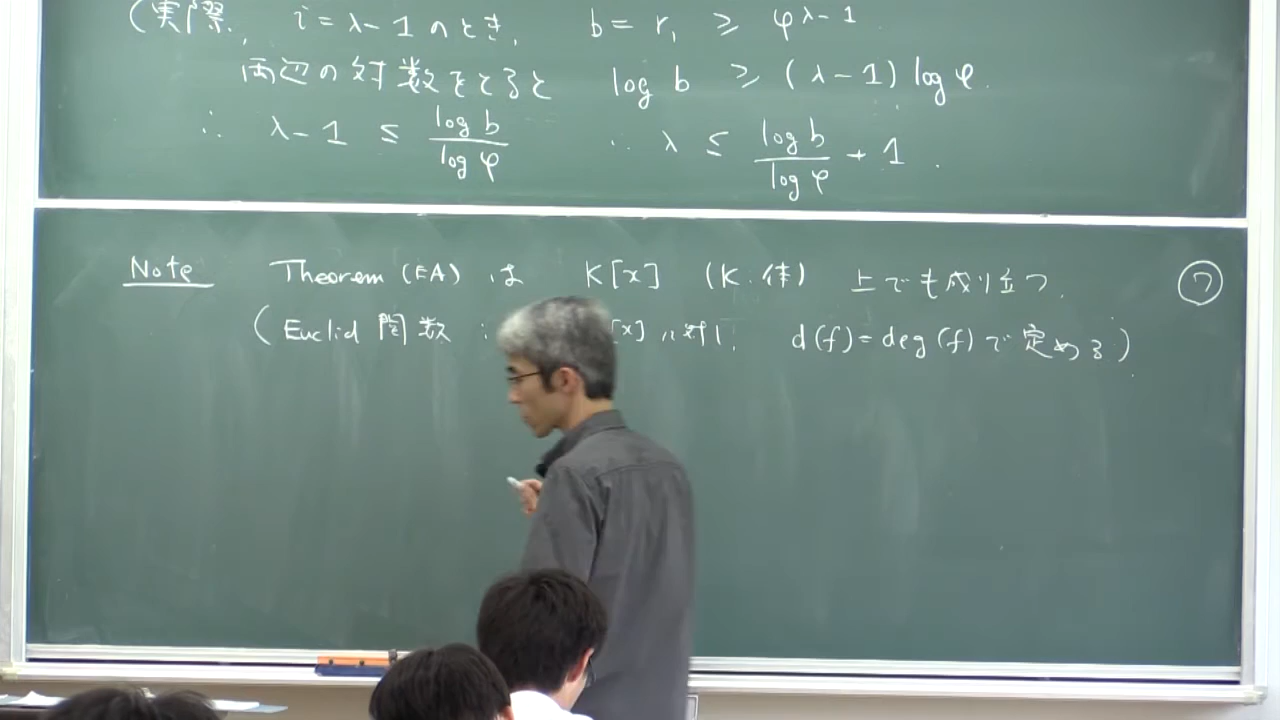 (実際, i = λ-1 のとき, b = r₁ ≥ φ^{λ-1}
両辺の対数をとると log b ≥ (λ-1) log φ.
∴ λ-1 ≤ log b / log φ ∴ λ ≤ log b / log φ + 1.
Note Theorem (EA) は K[x] (K:体) 上でも成り立つ. ⑦
(Euclid 関数: [x] に対し, d(f) = deg(f) で定める)